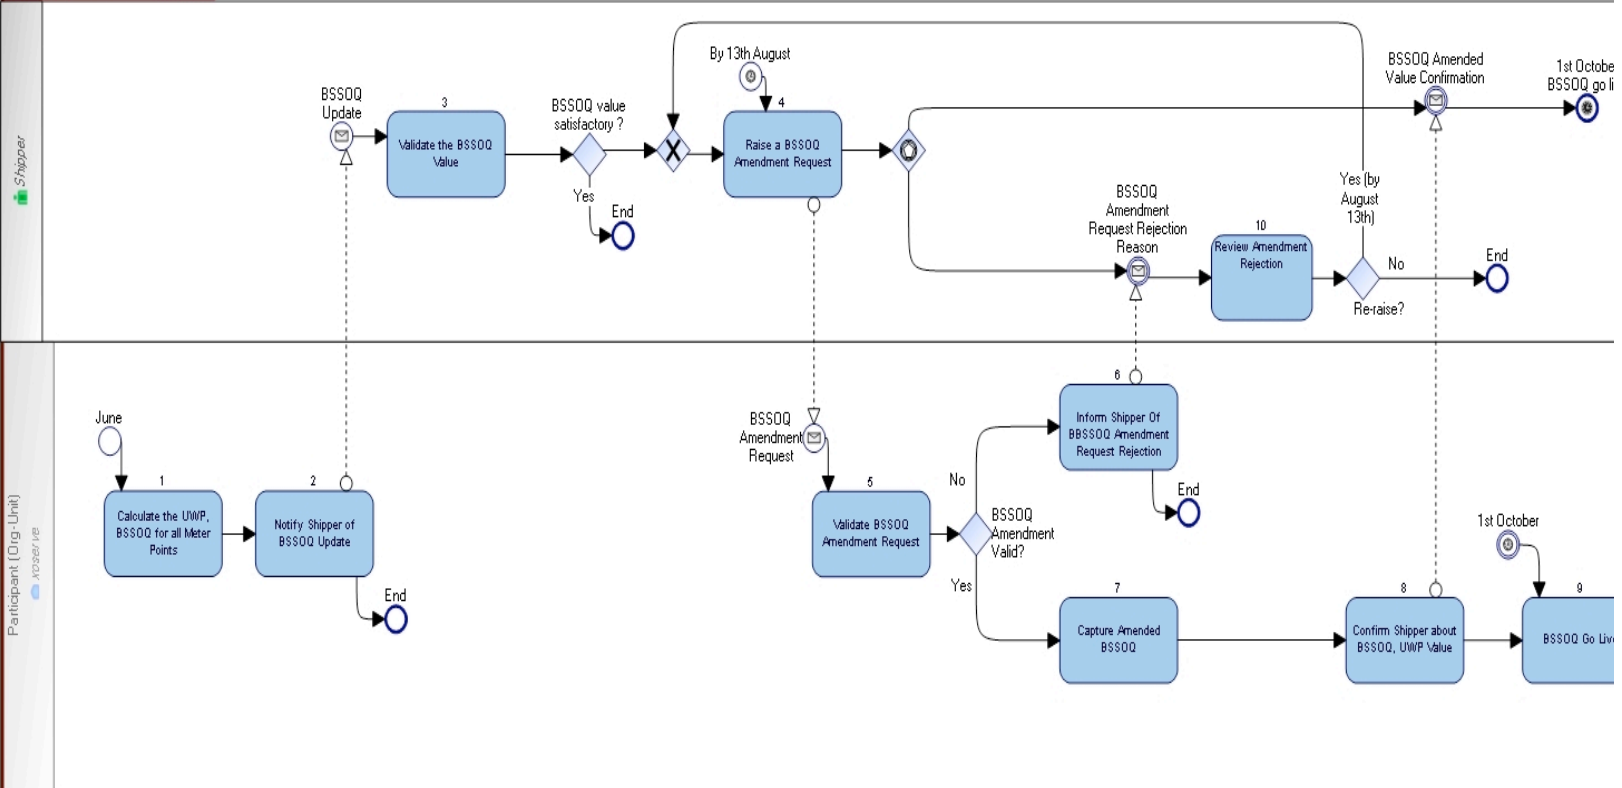 Shipper
BSSOQ
Update
3
Validate the BSSOQ
Value
BSSOQ value
satisfactory ?
Yes
End
By 13th August
4
Raise a BSSOQ
Amendment Request
BSSOQ
Amendment
Request Rejection
Reason
10
Review Amendment
Rejection
Yes (by
August
13th)
Re-raise?
No
End
BSSOQ Amended
Value Confirmation
1st Octobe
BSSOQ go li
Participant (Org-Unit)
xoserve
June
1
Calculate the UWP,
BSSOQ for all Meter
Points
2
Notify Shipper of
BSSOQ Update
End
BSSOQ
Amendment
Request
5
Validate BSSOQ
Amendment Request
No
BSSOQ
Amendment
Valid?
Yes
6
Inform Shipper Of
BBSSOQ Amendment
Request Rejection
End
7
Capture Amended
BSSOQ
8
Confirm Shipper about
BSSOQ, UWP Value
1st October
9
BSSOQ Go Live